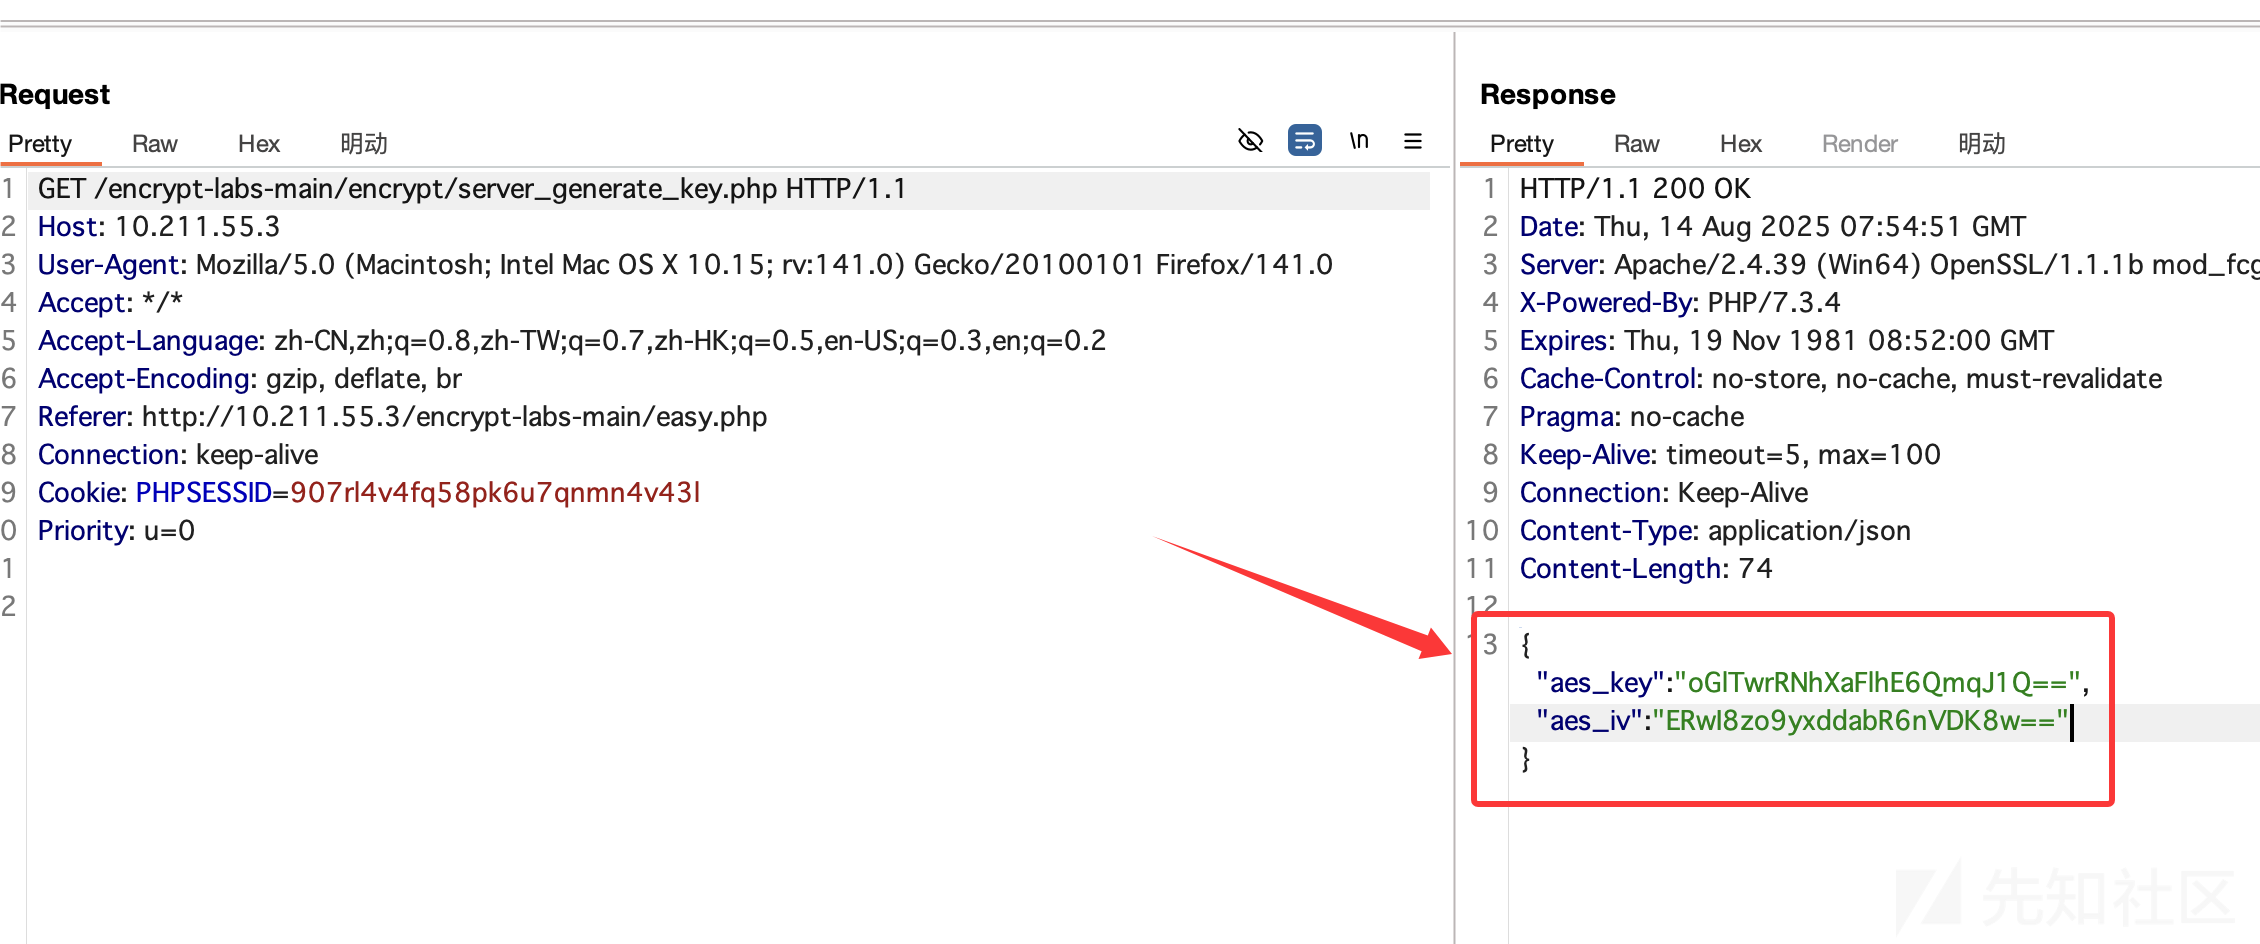 Request
Pretty Raw Hex 明动 \n
1 GET /encrypt-labs-main/encrypt/server_generate_key.php HTTP/1.1
2 Host: 10.211.55.3
3 User-Agent: Mozilla/5.0 (Macintosh; Intel Mac OS X 10.15; rv:141.0) Gecko/20100101 Firefox/141.0
4 Accept: */*
5 Accept-Language: zh-CN,zh;q=0.8,zh-TW;q=0.7,zh-HK;q=0.5,en-US;q=0.3,en;q=0.2
6 Accept-Encoding: gzip, deflate, br
7 Referer: http://10.211.55.3/encrypt-labs-main/easy.php
8 Connection: keep-alive
9 Cookie: PHPSESSID=907rl4v4fq58pk6u7qnmn4v43l
0 Priority: u=0
1
2
Response
Pretty Raw Hex Render 明动
1 HTTP/1.1 200 OK
2 Date: Thu, 14 Aug 2025 07:54:51 GMT
3 Server: Apache/2.4.39 (Win64) OpenSSL/1.1.1b mod_fcg
4 X-Powered-By: PHP/7.3.4
5 Expires: Thu, 19 Nov 1981 08:52:00 GMT
6 Cache-Control: no-store, no-cache, must-revalidate
7 Pragma: no-cache
8 Keep-Alive: timeout=5, max=100
9 Connection: Keep-Alive
10 Content-Type: application/json
11 Content-Length: 74
12
13 {
"aes_key":"oGlTwrRNhXaFlhE6QmqJ1Q==",
"aes_iv":"ERwI8zo9yxddabR6nVDK8w=="
}
先知社区